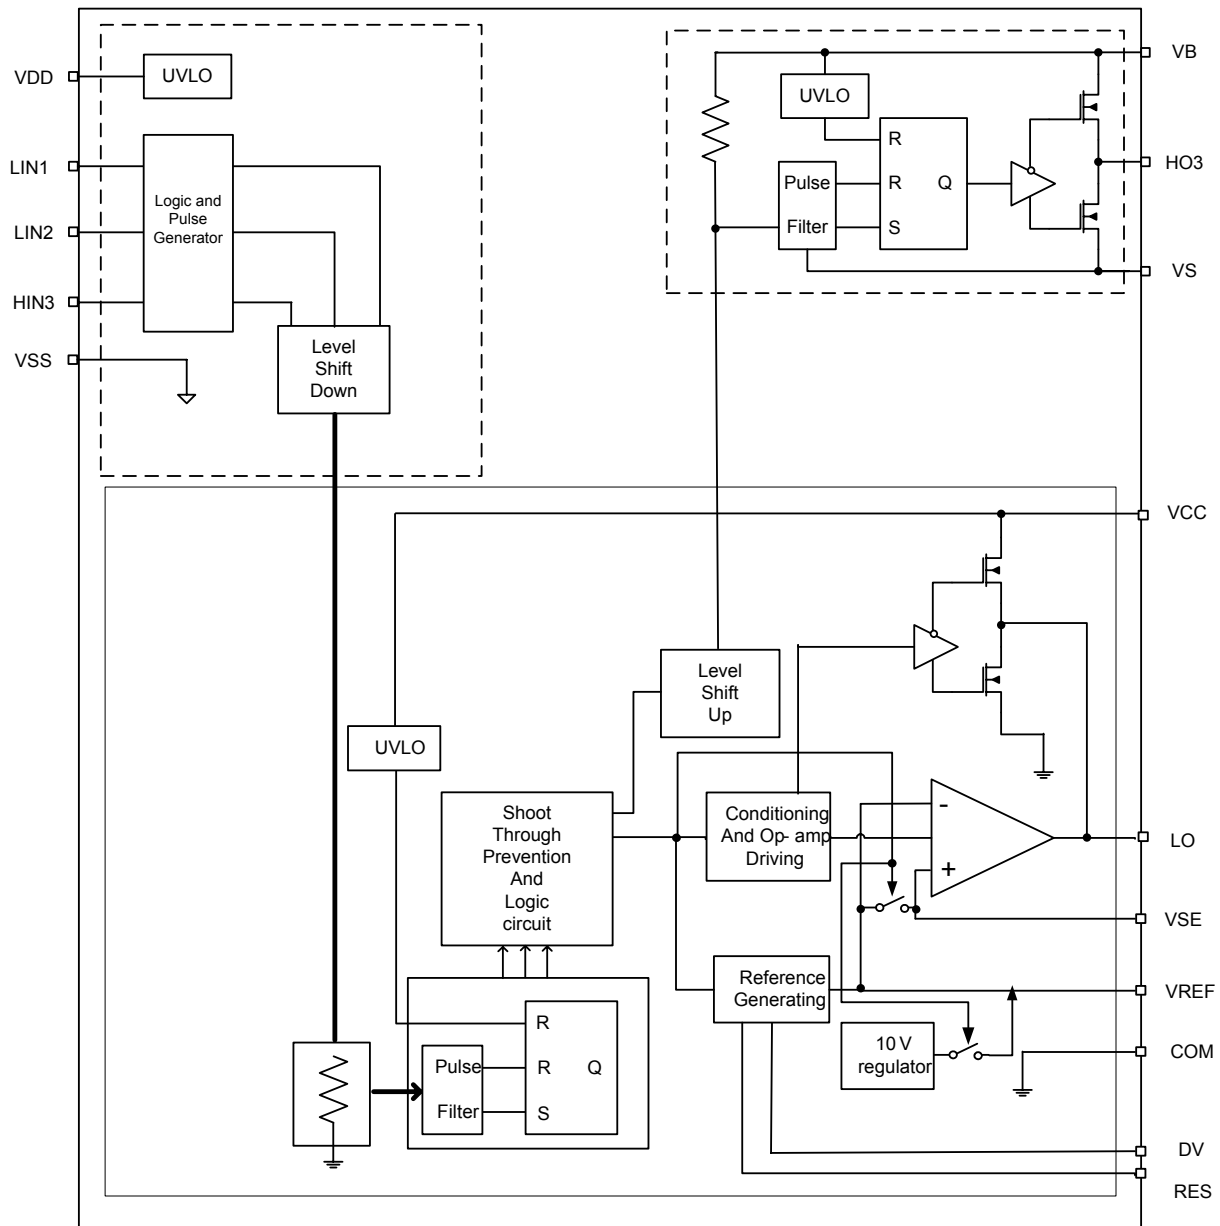 VDD
UVLO
LIN1
LIN2
HIN3
VSS
Logic and
Pulse
Generator
Level
Shift
Down
VB
UVLO
R
R
S
Q
Pulse
Filter
HO3
VS
VCC
Level
Shift
Up
UVLO
Shoot
Through
Prevention
And
Logic
circuit
Conditioning
And Op- amp
Driving
-
+
LO
VSE
Reference
Generating
VREF
10 V
regulator
COM
R
Pulse
R
Q
Filter
S
DV
RES